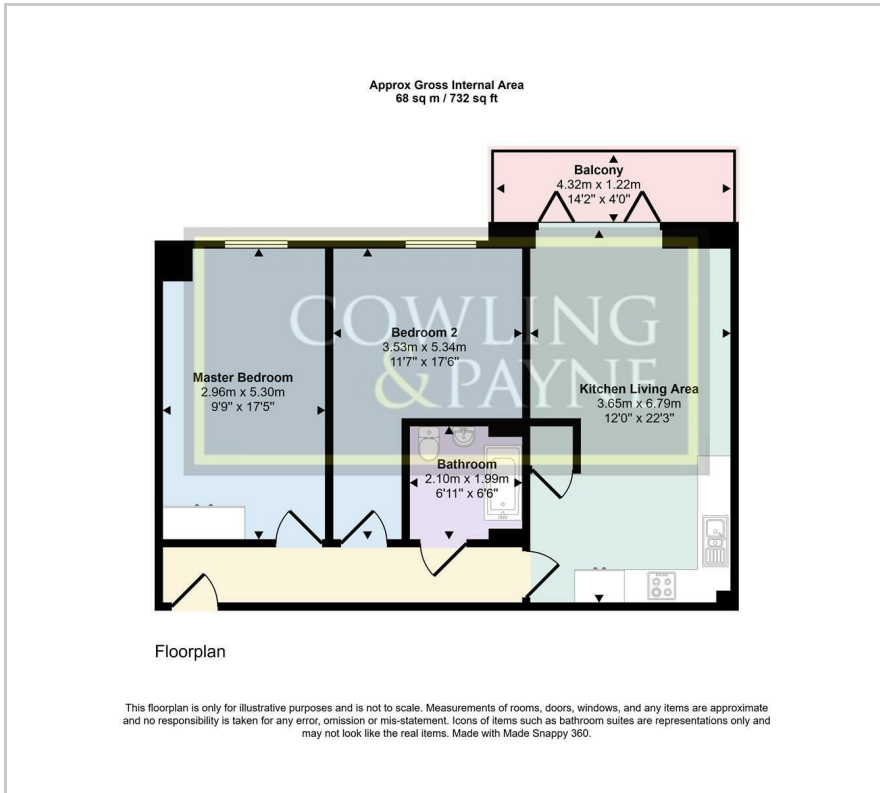 Approx Gross Internal Area
68 sq m / 732 sq ft
Balcony
4.32m x 1.22m
14'2" x 4'0"
COWLING
& PAYNE
Bedroom 2
3.53m x 5.34m
11'7" x 17'6"
Master Bedroom
2.96m x 5.30m
9'9" x 17'5"
Kitchen Living Area
3.65m x 6.79m
12'0" x 22'3"
Bathroom
2.10m x 1.99m
6'11" x 6'6"
Floorplan
This floorplan is only for illustrative purposes and is not to scale. Measurements of rooms, doors, windows, and any items are approximate
and no responsibility is taken for any error, omission or mis-statement. Icons of items such as bathroom suites are representations only and
may not look like the real items. Made with Made Snappy 360.